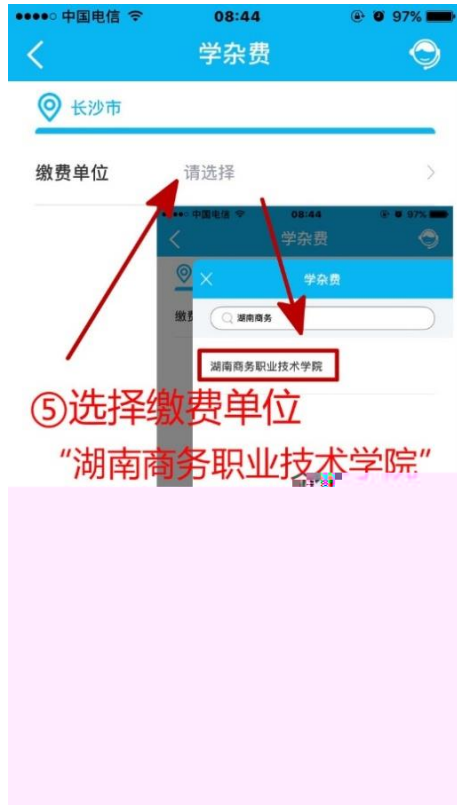 中国电信 08:44 97%
学杂费
长沙市
缴费单位 请选择
中国电信 08:44 97%
学杂费
学杂费
缴费
湖南商务
湖南商务职业技术学院
⑤选择缴费单位
“湖南商务职业技术学院”